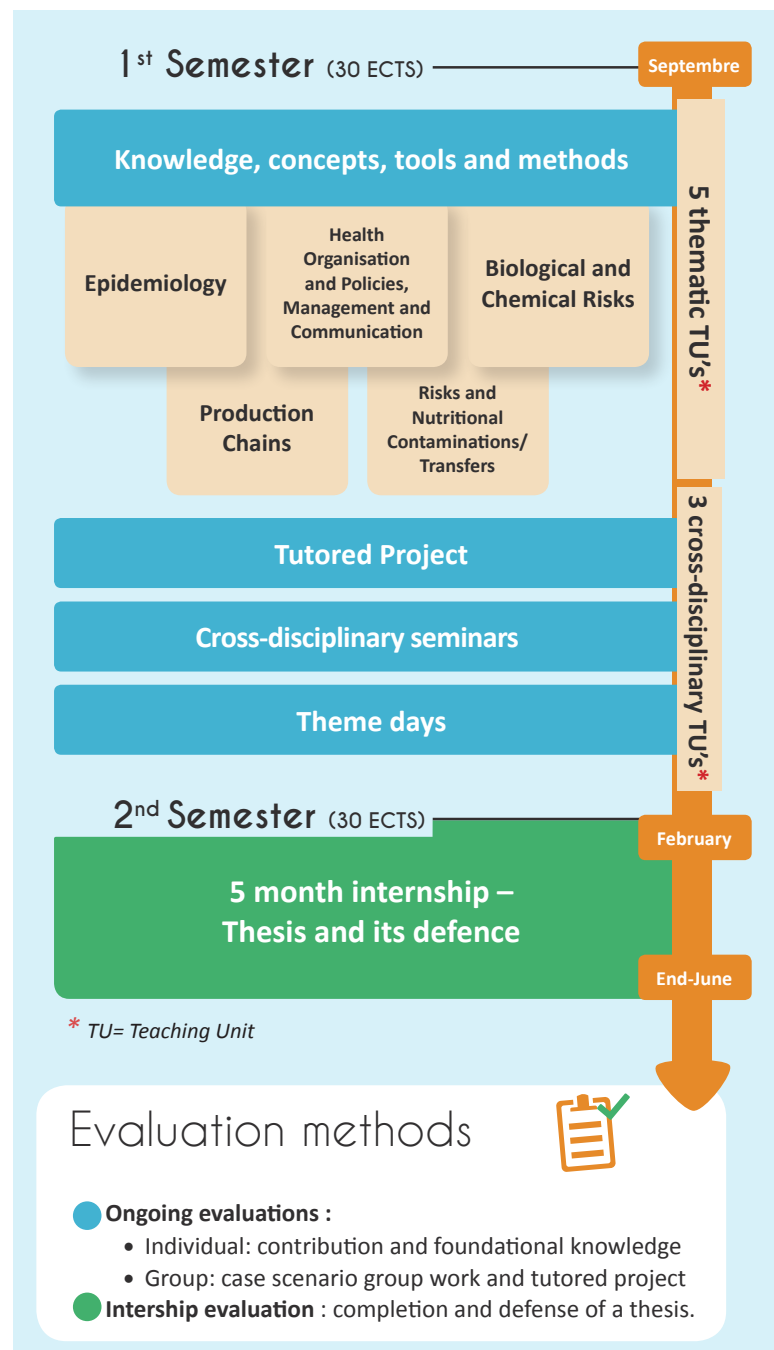 1st Semester (30 ECTS)
Septembre
Knowledge, concepts, tools and methods
5 thematic TU's*
Epidemiology
Health
Organisation
and Policies,
Management and
Communication
Biological and
Chemical Risks
Production
Chains
Risks and
Nutritional
Contaminations/
Transfers
3 cross-disciplinary TU's*
Tutored Project
Cross-disciplinary seminars
Theme days
2nd Semester (30 ECTS)
February
5 month internship –
Thesis and its defence
End-June
* TU= Teaching Unit
Evaluation methods
Ongoing evaluations :
• Individual: contribution and foundational knowledge
• Group: case scenario group work and tutored project
Intership evaluation : completion and defense of a thesis.